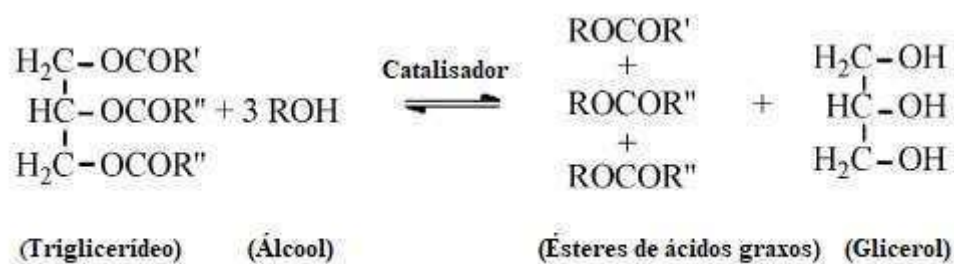 H₂C–OCOR'
HC–OCOR" + 3 ROH
H₂C–OCOR"
Catalisador
ROCOR'
+
ROCOR"
+
ROCOR"
+
H₂C–OH
HC–OH
H₂C–OH
(Triglicerídeo) (Álcool) (Ésteres de ácidos graxos) (Glicerol)